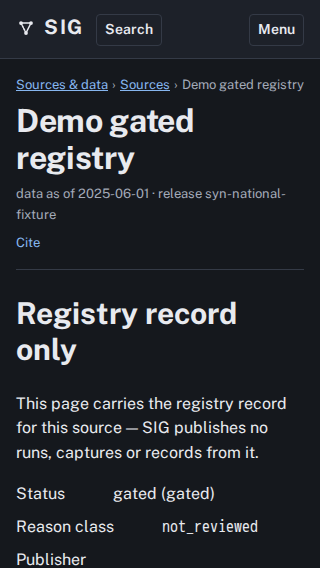 SIG Search Menu
Sources & data › Sources › Demo gated registry
Demo gated
registry
data as of 2025-06-01 · release syn-national-
fixture
Cite
Registry record
only
This page carries the registry record
for this source — SIG publishes no
runs, captures or records from it.
Status gated (gated)
Reason class not_reviewed
Publisher